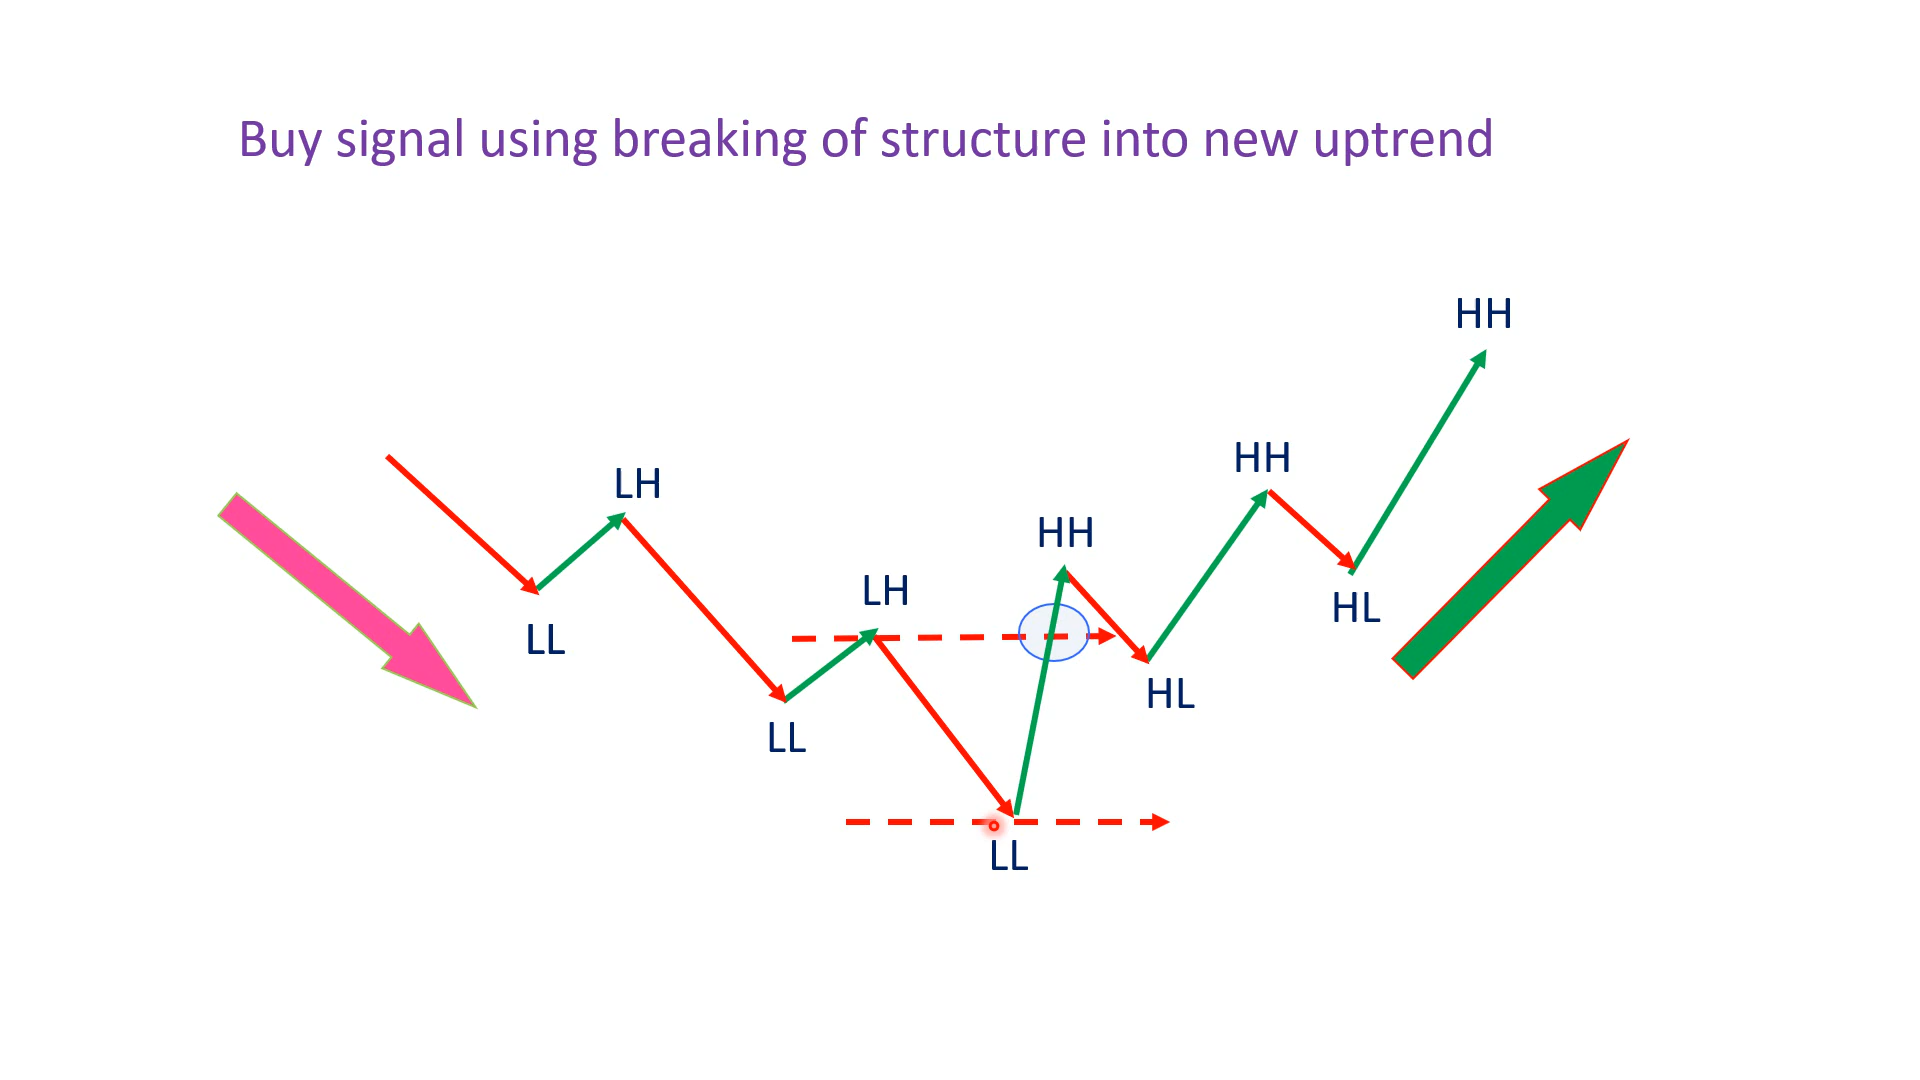 Buy signal using breaking of structure into new uptrend
HH
HH
LH
HH
LH
HL
LL
HL
LL
LL